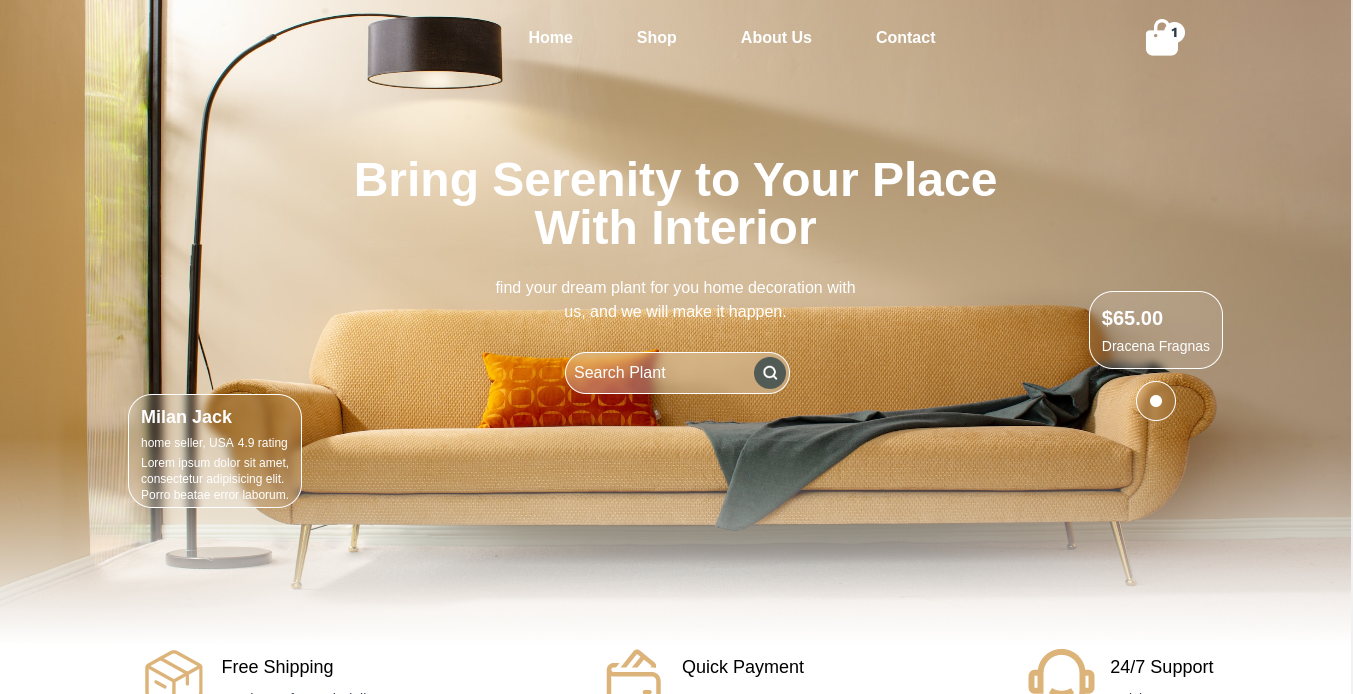 Home Shop About Us Contact 1
Bring Serenity to Your Place
With Interior
find your dream plant for you home decoration with
us, and we will make it happen.
$65.00
Dracena Fragnas
Search Plant
Milan Jack
home seller, USA 4.9 rating
Lorem ipsum dolor sit amet,
consectetur adipisicing elit.
Porro beatae error laborum.
Free Shipping Quick Payment 24/7 Support